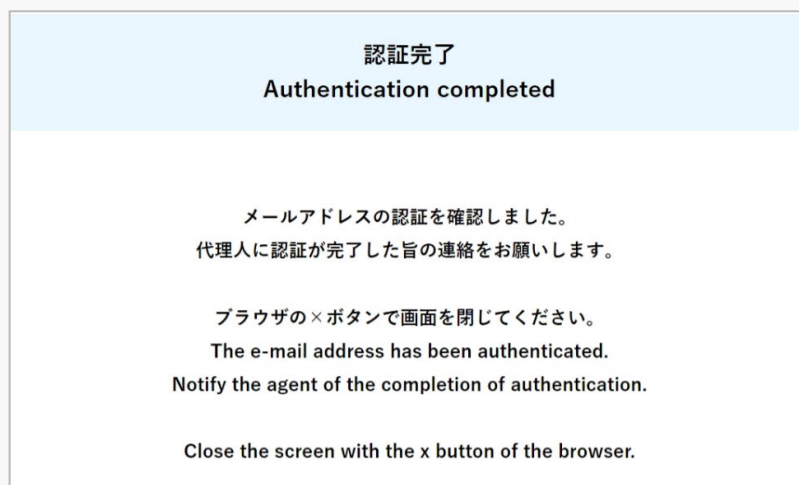 認証完了
Authentication completed
メールアドレスの認証を確認しました。
代理人に認証が完了した旨の連絡をお願いします。
ブラウザの×ボタンで画面を閉じてください。
The e-mail address has been authenticated.
Notify the agent of the completion of authentication.
Close the screen with the x button of the browser.